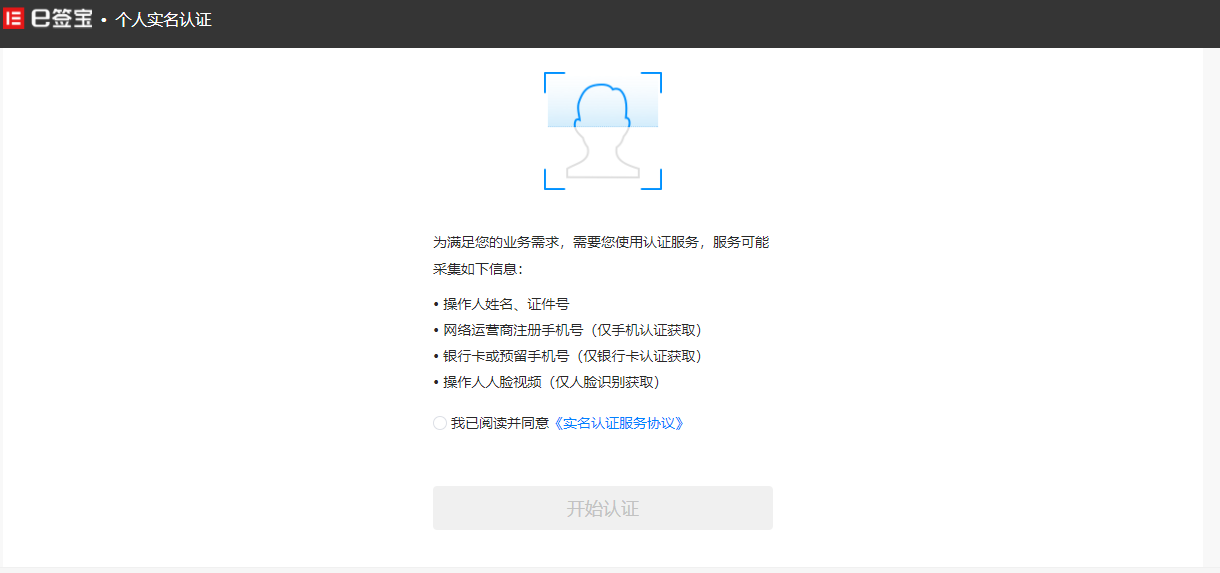 e签宝 • 个人实名认证
为满足您的业务需求，需要您使用认证服务，服务可能
采集如下信息：
• 操作人姓名、证件号
• 网络运营商注册手机号（仅手机认证获取）
• 银行卡或预留手机号（仅银行卡认证获取）
• 操作人人脸视频（仅人脸识别获取）
我已阅读并同意《实名认证服务协议》
开始认证